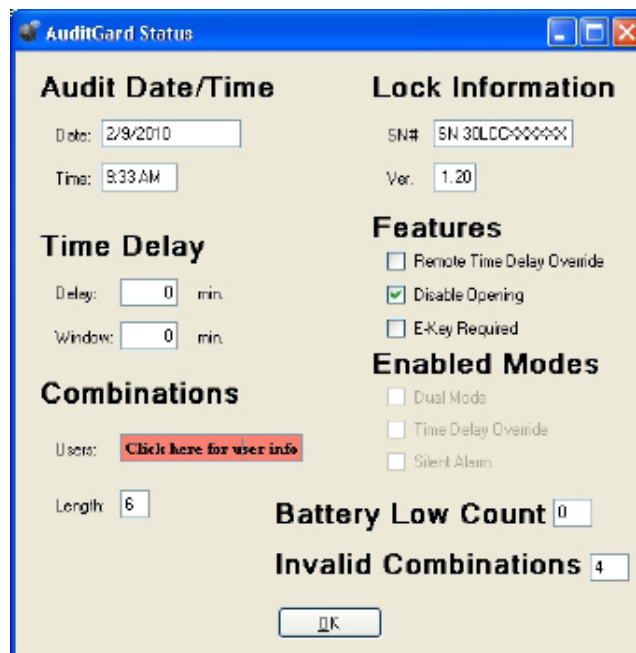 AuditGard Status
Audit Date/Time
Date: 2/9/2010
Time: 9:33 AM
Time Delay
Delay: 0 min.
Window: 0 min.
Combinations
Users: Click here for user info
Length: 6
Lock Information
SN# SN 30LCC-XXXXXX
Ver. 1.20
Features
Remote Time Delay Override
Disable Opening
E-Key Required
Enabled Modes
Dual Mode
Time Delay Override
Silent Alarm
Battery Low Count 0
Invalid Combinations 4
OK